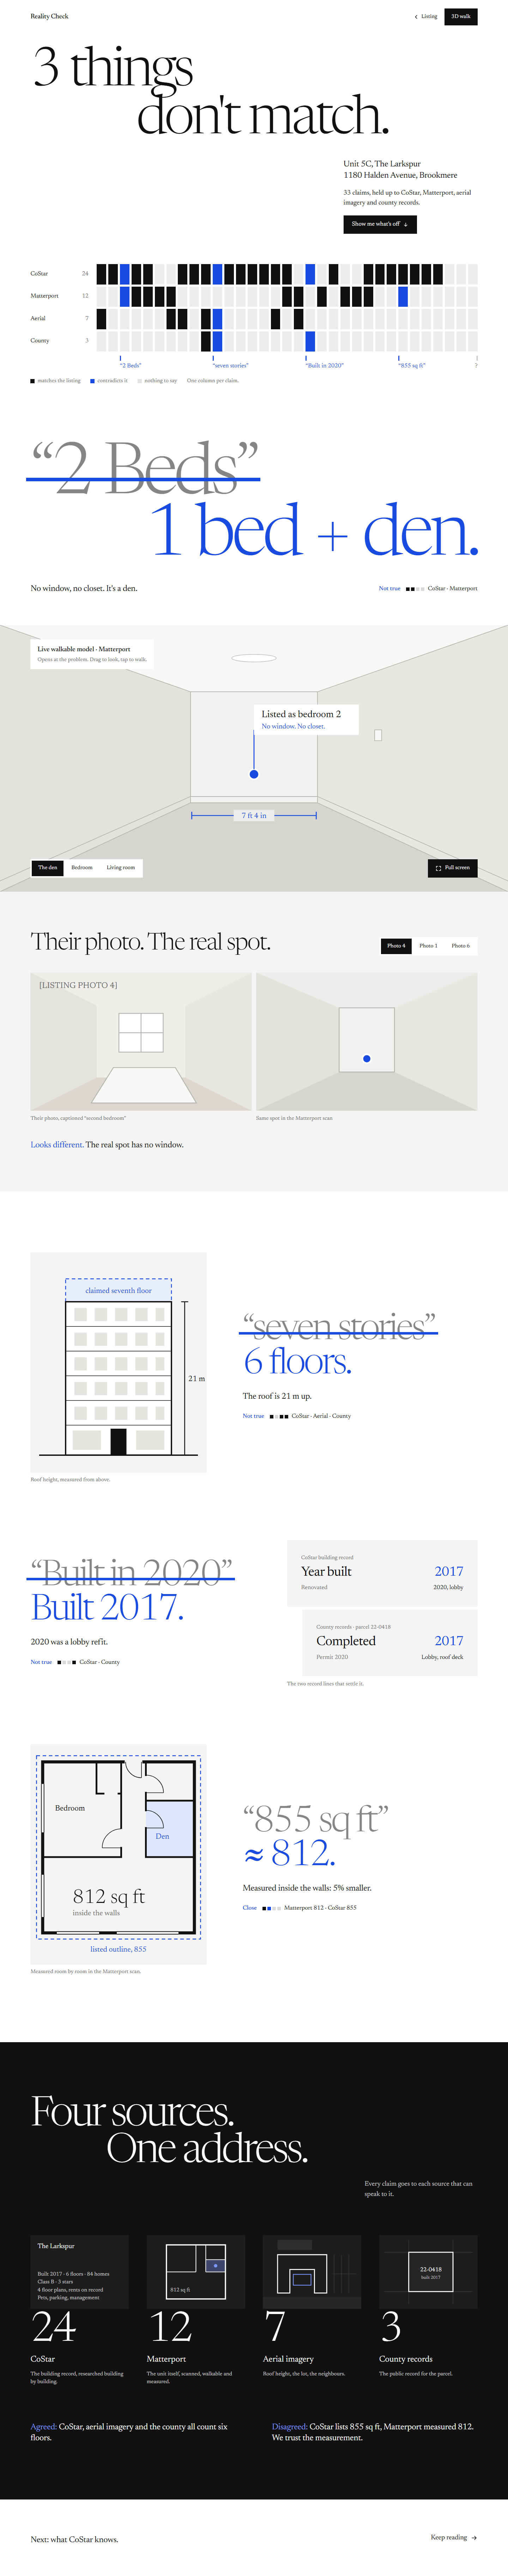 Reality Check
Listing
3D walk
3 things
don't match.
Unit 5C, The Larkspur
1180 Halden Avenue, Brookmere
33 claims, held up to CoStar, Matterport, aerial
imagery and county records.
Show me what's off ↓
CoStar 24
Matterport 12
Aerial 7
County 3
"2 Beds"
"seven stories"
"Built in 2020"
"855 sq ft"
?
matches the listing
contradicts it
nothing to say
One column per claim.
“2 Beds”
1 bed + den.
No window, no closet. It's a den.
Not true
CoStar · Matterport
Live walkable model · Matterport
Opens at the problem. Drag to look, tap to walk.
Listed as bedroom 2
No window. No closet.
7 ft 4 in
The den
Bedroom
Living room
Full screen
Their photo. The real spot.
Photo 4
Photo 1
Photo 6
[LISTING PHOTO 4]
Their photo, captioned “second bedroom”
Same spot in the Matterport scan
Looks different. The real spot has no window.
claimed seventh floor
21 m
Roof height, measured from above.
“seven stories”
6 floors.
The roof is 21 m up.
Not true
CoStar · Aerial · County
“Built in 2020”
Built 2017.
2020 was a lobby refit.
Not true
CoStar · County
CoStar building record
Year built 2017
Renovated 2020, lobby
County records · parcel 22-0418
Completed 2017
Permit 2020 Lobby, roof deck
The two record lines that settle it.
Bedroom
Den
812 sq ft
inside the walls
listed outline, 855
Measured room by room in the Matterport scan.
“855 sq ft”
≈ 812.
Measured inside the walls: 5% smaller.
Close
Matterport 812 · CoStar 855
Four sources.
One address.
Every claim goes to each source that can
speak to it.
The Larkspur
Built 2017 · 6 floors · 84 homes
Class B · 3 stars
4 floor plans, rents on record
Pets, parking, management
812 sq ft
22-0418
built 2017
24
12
7
3
CoStar
The building record, researched building
by building.
Matterport
The unit itself, scanned, walkable and
measured.
Aerial imagery
Roof height, the lot, the neighbours.
County records
The public record for the parcel.
Agreed: CoStar, aerial imagery and the county all count six
floors.
Disagreed: CoStar lists 855 sq ft, Matterport measured 812.
We trust the measurement.
Next: what CoStar knows.
Keep reading →